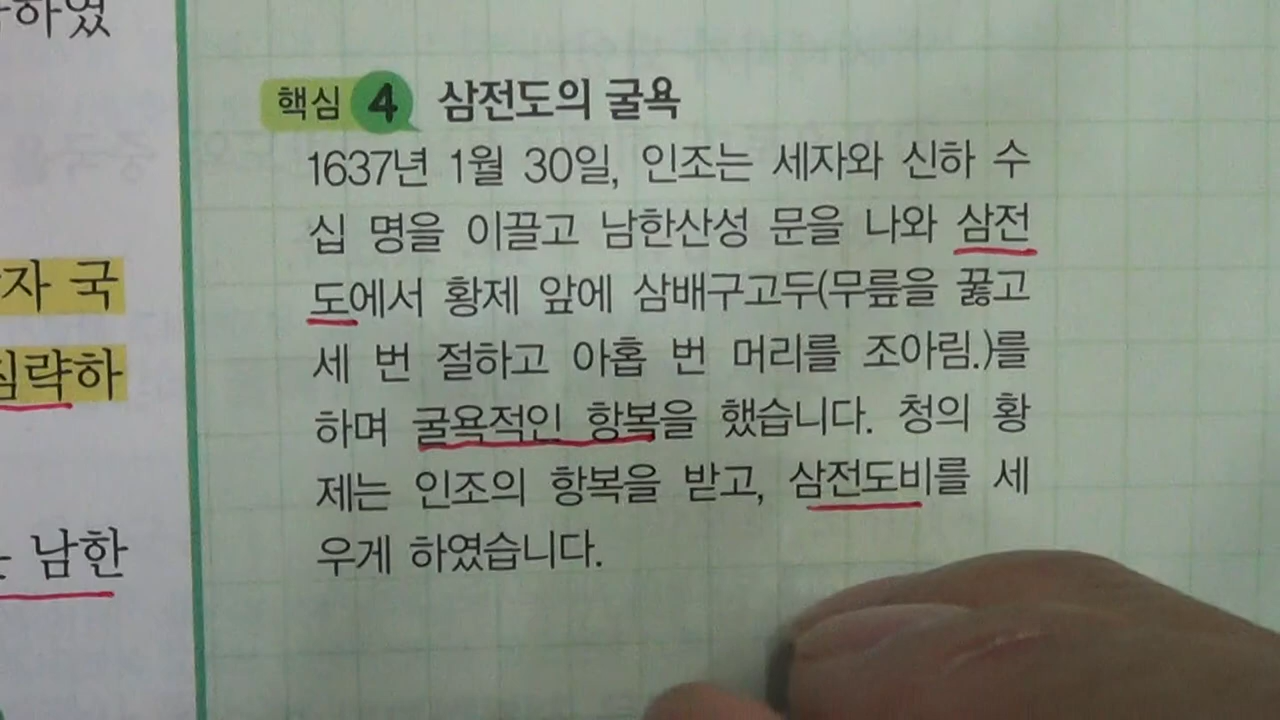 하였
자 국
략하
남한
핵심 4 삼전도의 굴욕
1637년 1월 30일, 인조는 세자와 신하 수
십 명을 이끌고 남한산성 문을 나와 삼전
도에서 황제 앞에 삼배구고두(무릎을 꿇고
세 번 절하고 아홉 번 머리를 조아림.)를
하며 굴욕적인 항복을 했습니다. 청의 황
제는 인조의 항복을 받고, 삼전도비를 세
우게 하였습니다.